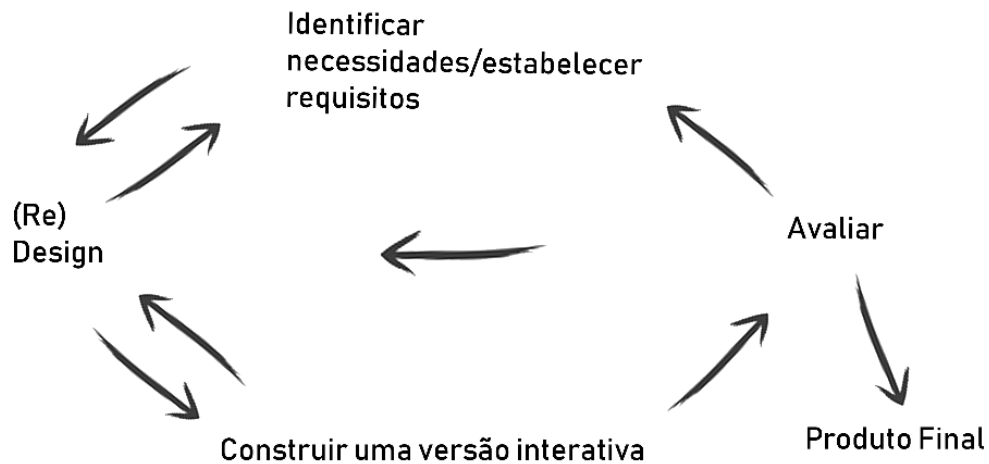 Identificar
necessidades/estabelecer
requisitos
(Re)
Design
Avaliar
Construir uma versão interativa
Produto Final